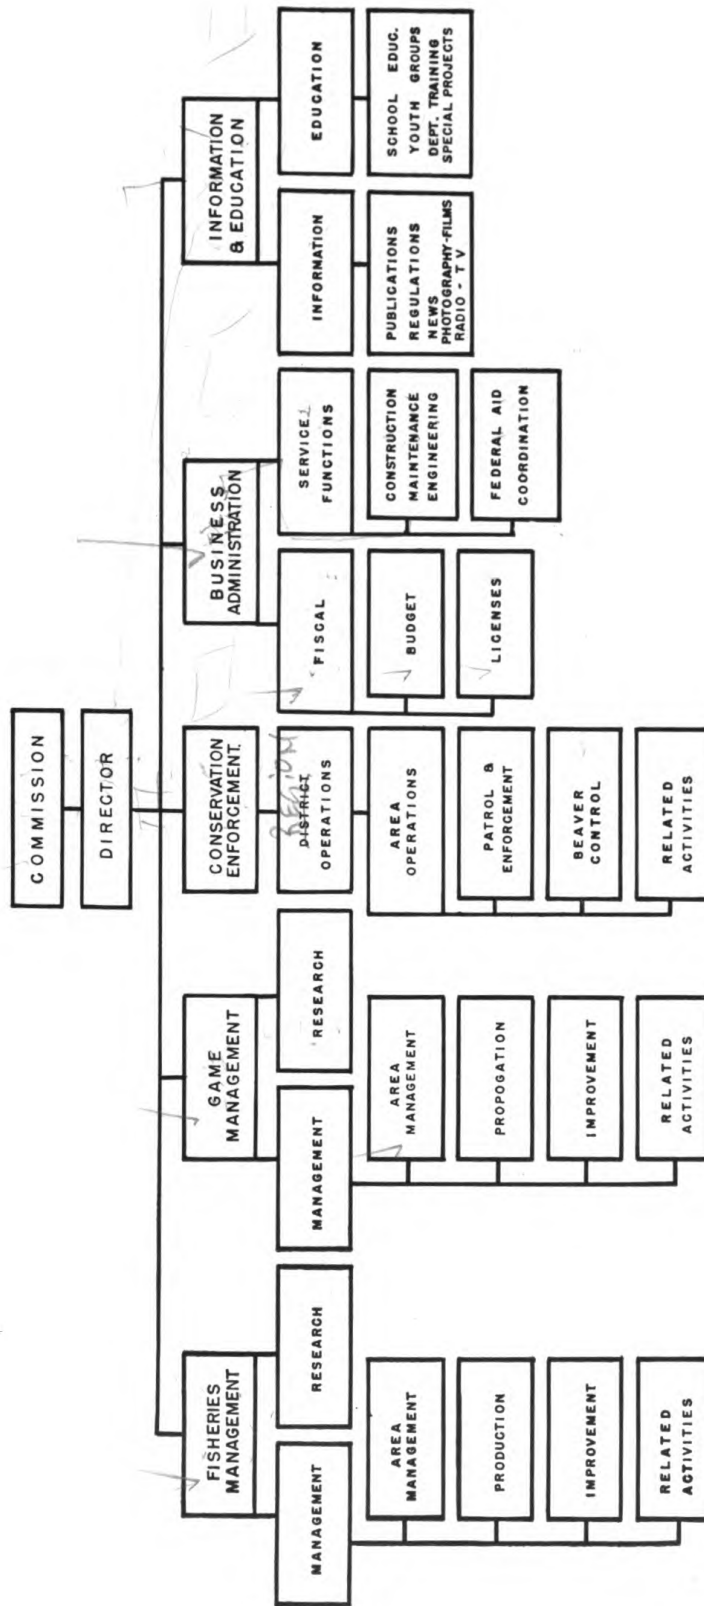 COMMISSION
DIRECTOR
FISHERIES
MANAGEMENT
GAME
MANAGEMENT
CONSERVATION
ENFORCEMENT.
BUSINESS
ADMINISTRATION
INFORMATION
& EDUCATION
MANAGEMENT
RESEARCH
MANAGEMENT
RESEARCH
REGION
DISTRICT
OPERATIONS
FISCAL
SERVICE
FUNCTIONS
INFORMATION
EDUCATION
AREA
MANAGEMENT
PRODUCTION
IMPROVEMENT
RELATED
ACTIVITIES
AREA
MANAGEMENT
PROPOGATION
IMPROVEMENT
RELATED
ACTIVITIES
AREA
OPERATIONS
PATROL &
ENFORCEMENT
BEAVER
CONTROL
RELATED
ACTIVITIES
BUDGET
LICENSES
CONSTRUCTION
MAINTENANCE
ENGINEERING
FEDERAL AID
COORDINATION
PUBLICATIONS
REGULATIONS
NEWS
PHOTOGRAPHY-FILMS
RADIO - TV
SCHOOL EDUC.
YOUTH GROUPS
DEPT. TRAINING
SPECIAL PROJECTS